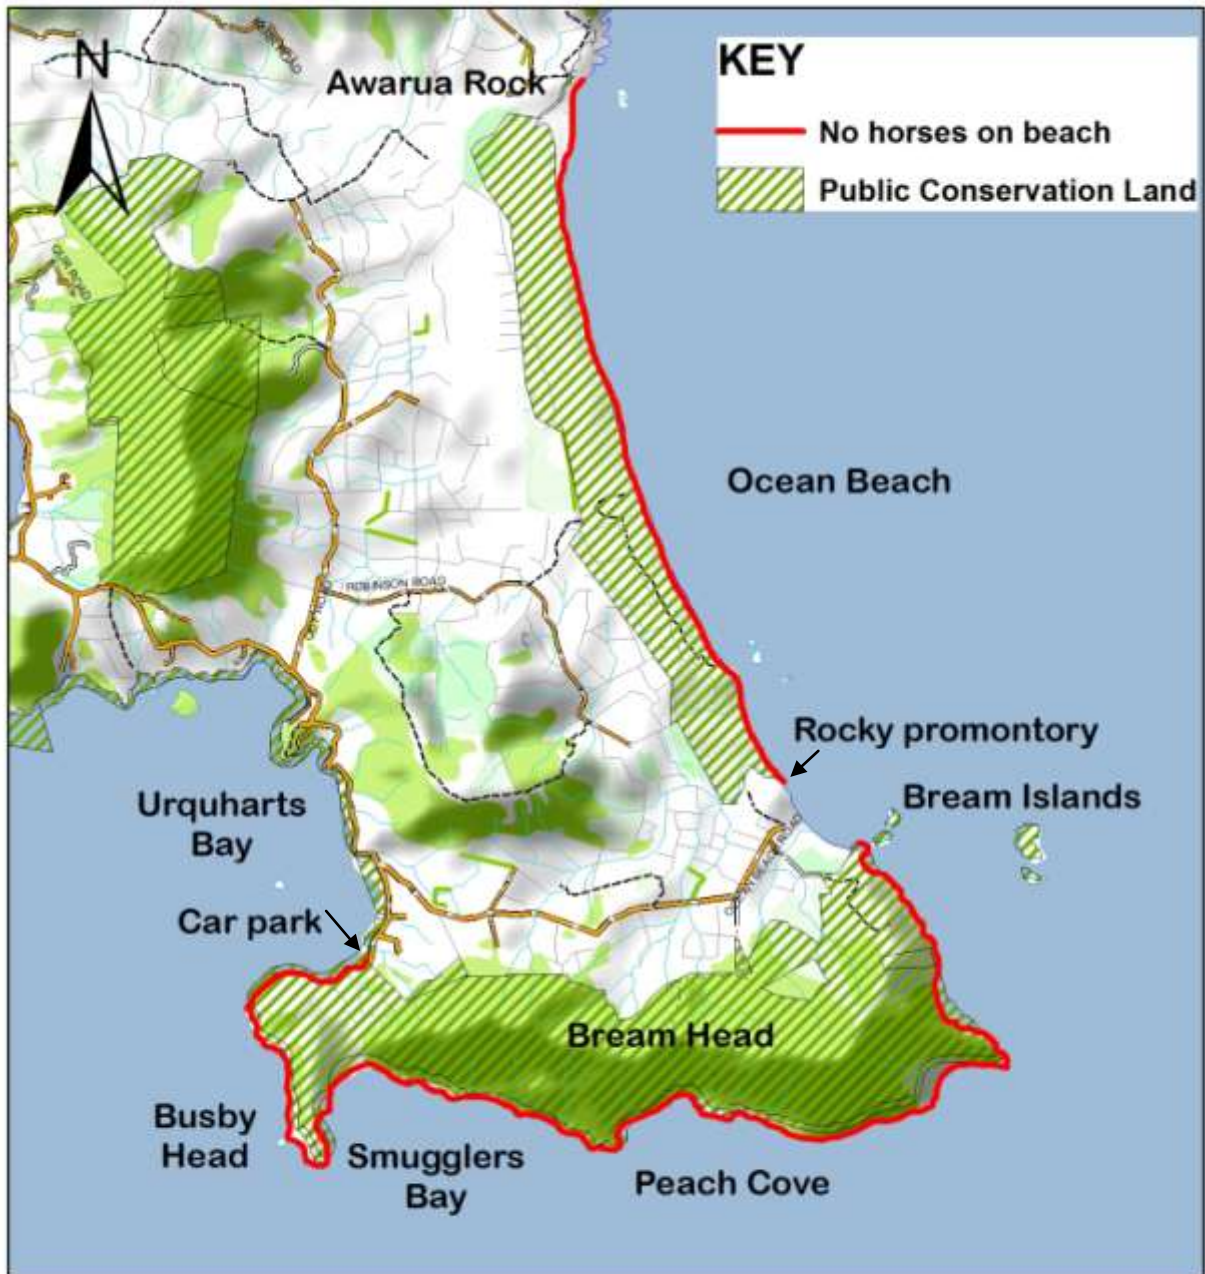 N
Awarua Rock
KEY
No horses on beach
Public Conservation Land
Ocean Beach
ROBINSON ROAD
Rocky promontory
Bream Islands
Urquharts
Bay
Car park
Bream Head
Busby
Head
Smugglers
Bay
Peach Cove